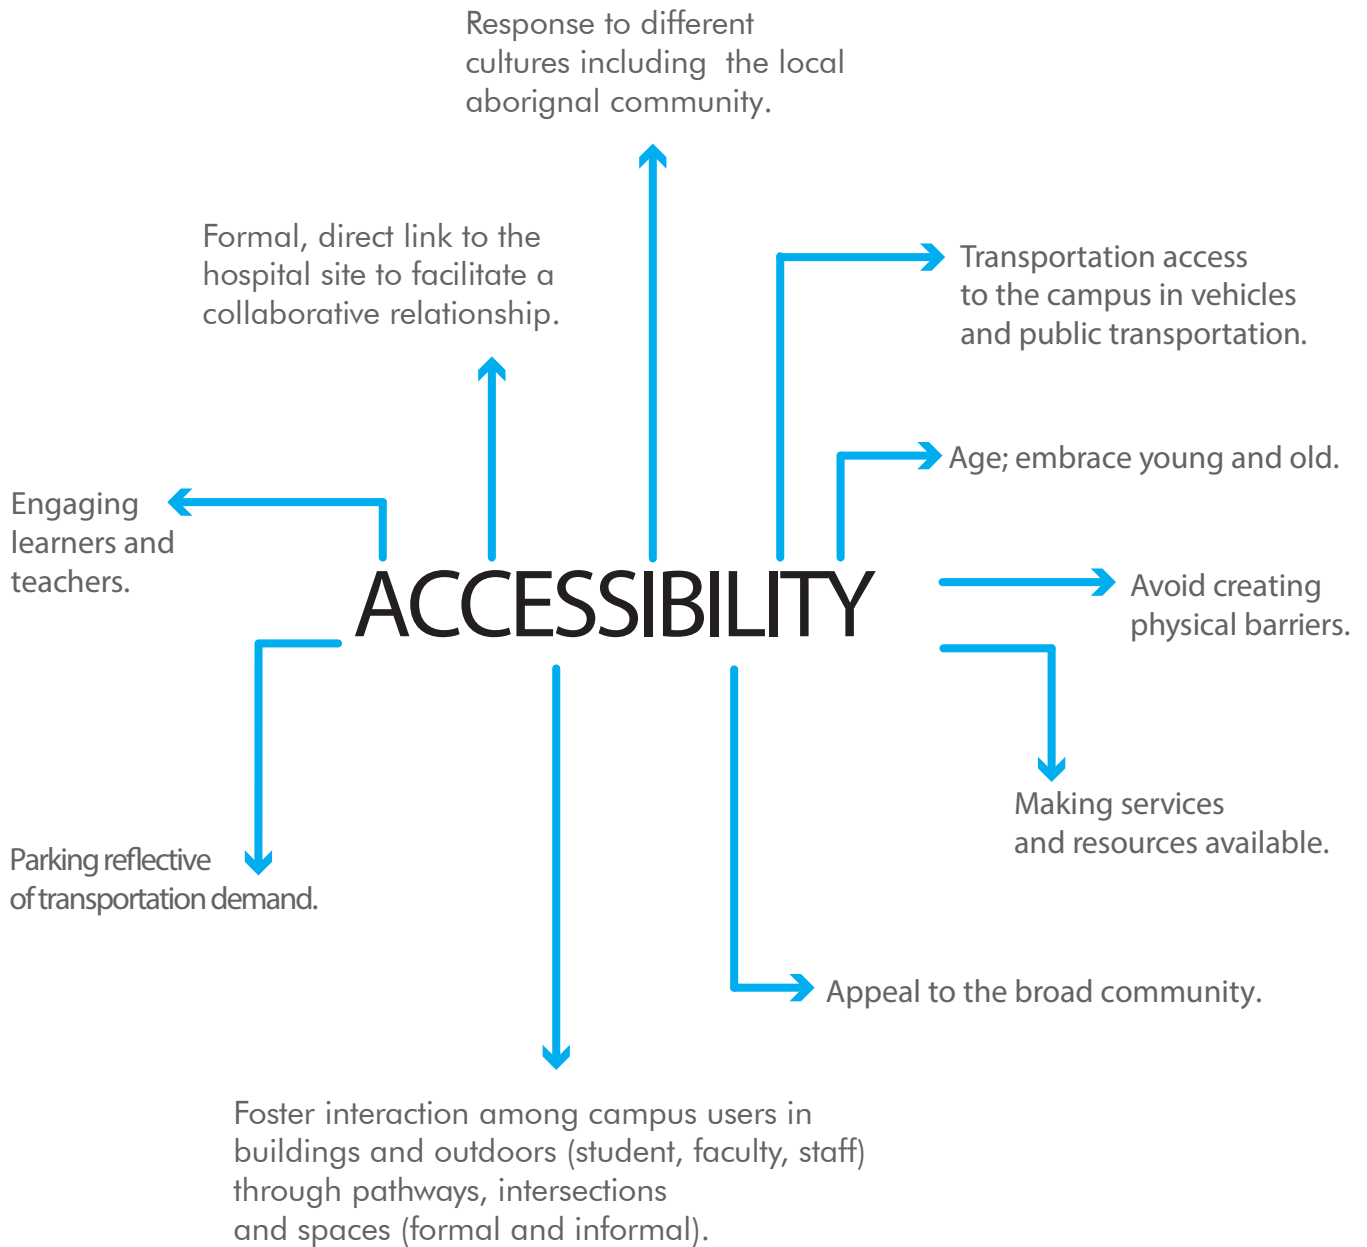 Response to different
cultures including the local
aborignal community.
Formal, direct link to the
hospital site to facilitate a
collaborative relationship.
Transportation access
to the campus in vehicles
and public transportation.
Age; embrace young and old.
Engaging
learners and
teachers.
ACCESSIBILITY
Avoid creating
physical barriers.
Making services
and resources available.
Parking reflective
of transportation demand.
Appeal to the broad community.
Foster interaction among campus users in
buildings and outdoors (student, faculty, staff)
through pathways, intersections
and spaces (formal and informal).